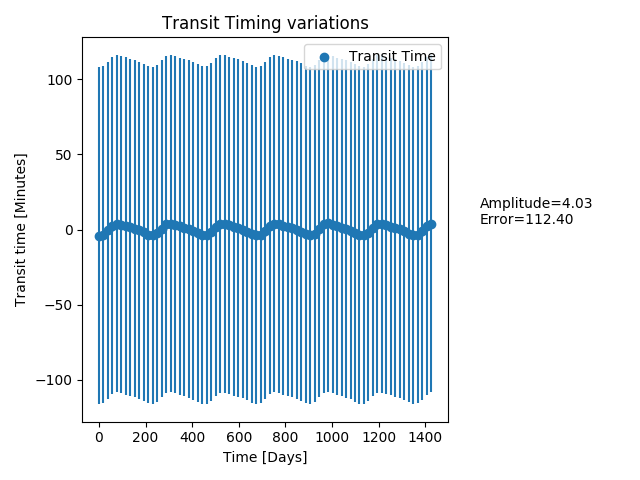 Transit Timing variations
Transit Time
Transit time [Minutes]
100
50
0
−50
−100
0
200
400
600
800
1000
1200
1400
Time [Days]
Amplitude=4.03
Error=112.40